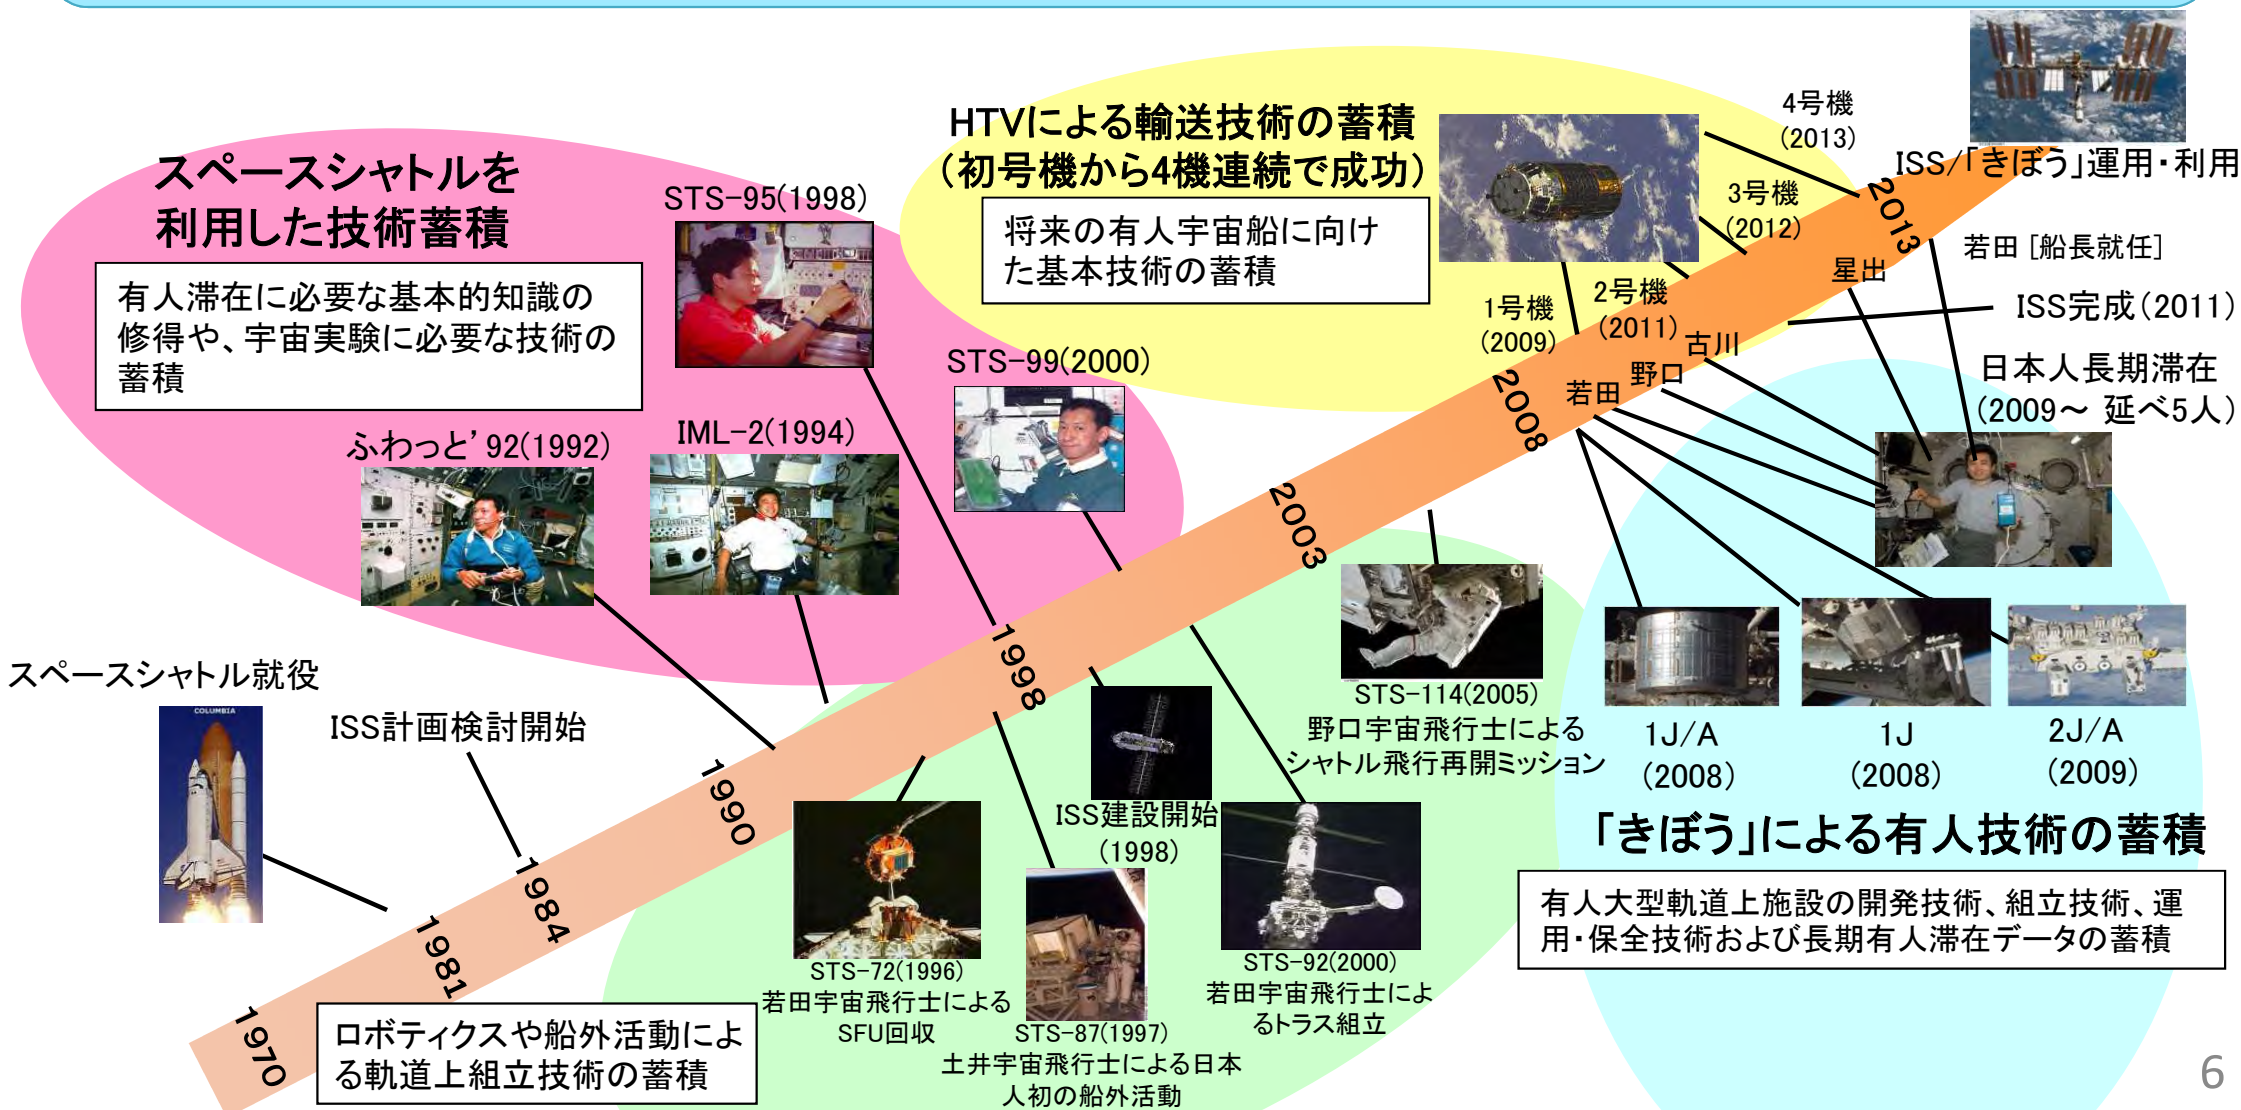 スペースシャトルを
利用した技術蓄積
有人滞在に必要な基本的知識の
修得や、宇宙実験に必要な技術の
蓄積
STS-95(1998)
ふわっと’92(1992)
IML-2(1994)
STS-99(2000)
HTVによる輸送技術の蓄積
（初号機から4機連続で成功）
将来の有人宇宙船に向け
た基本技術の蓄積
4号機
(2013)
3号機
(2012)
2号機
(2011)
1号機
(2009)
ISS/「きぼう」運用・利用
若田 [船長就任]
星出
ISS完成(2011)
古川
野口
若田
日本人長期滞在
(2009～ 延べ5人)
スペースシャトル就役
COLUMBIA
ISS計画検討開始
1970
1981
1984
1990
1998
2003
2008
2013
ロボティクスや船外活動によ
る軌道上組立技術の蓄積
STS-72(1996)
若田宇宙飛行士による
SFU回収
STS-87(1997)
土井宇宙飛行士による日本
人初の船外活動
ISS建設開始
(1998)
STS-92(2000)
若田宇宙飛行士によ
るトラス組立
STS-114(2005)
野口宇宙飛行士による
シャトル飛行再開ミッション
1J/A
(2008)
1J
(2008)
2J/A
(2009)
「きぼう」による有人技術の蓄積
有人大型軌道上施設の開発技術、組立技術、運
用・保全技術および長期有人滞在データの蓄積
6